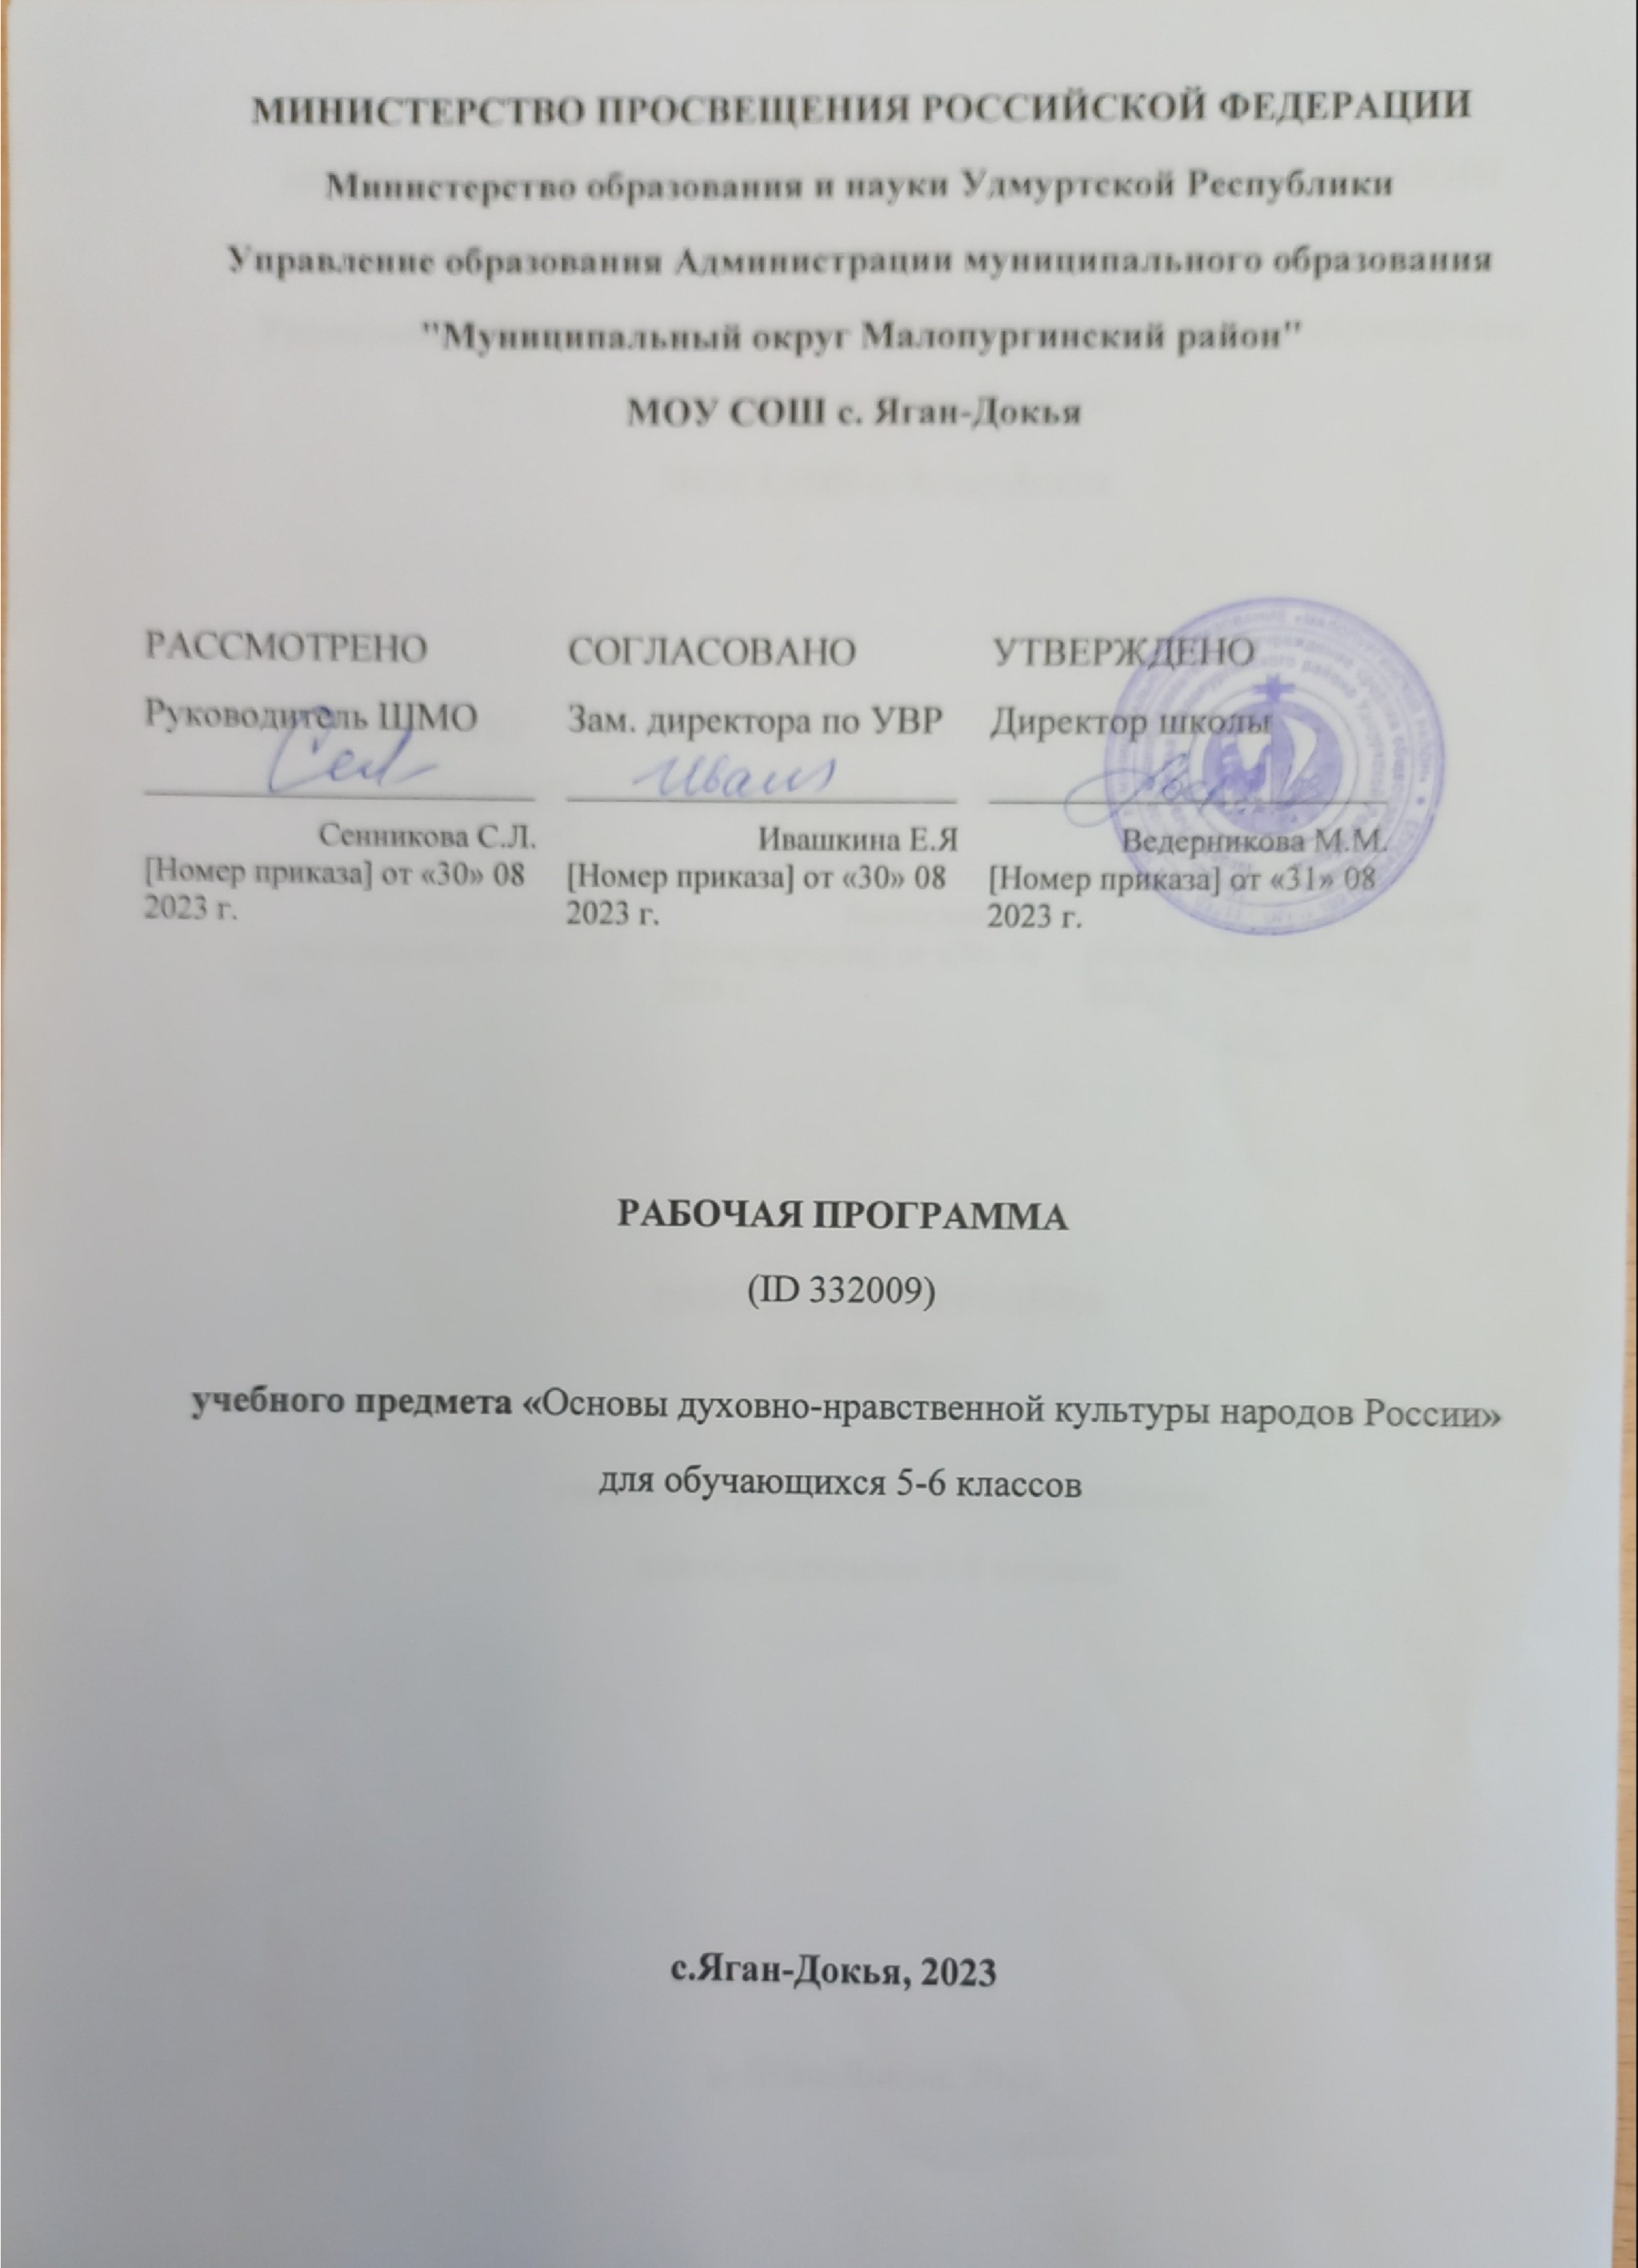 МИНИСТЕРСТВО ПРОСВЕЩЕНИЯ РОССИЙСКОЙ ФЕДЕРАЦИИ
Министерство образования и науки Удмуртской Республики
Управление образования Администрации муниципального образования
"Муниципальный округ Малопургинский район"
МОУ СОШ с. Яган-Докья
РАССМОТРЕНО
Руководитель ШМО
Сенникова С.Л.
[Номер приказа] от «30» 08
2023 г.
СОГЛАСОВАНО
Зам. директора по УВР
Ивашкина Е.Я
[Номер приказа] от «30» 08
2023 г.
УТВЕРЖДЕНО
Директор школы
Ведерникова М.М.
[Номер приказа] от «31» 08
2023 г.
РАБОЧАЯ ПРОГРАММА
(ID 332009)
учебного предмета «Основы духовно-нравственной культуры народов России»
для обучающихся 5-6 классов
с.Яган-Докья, 2023